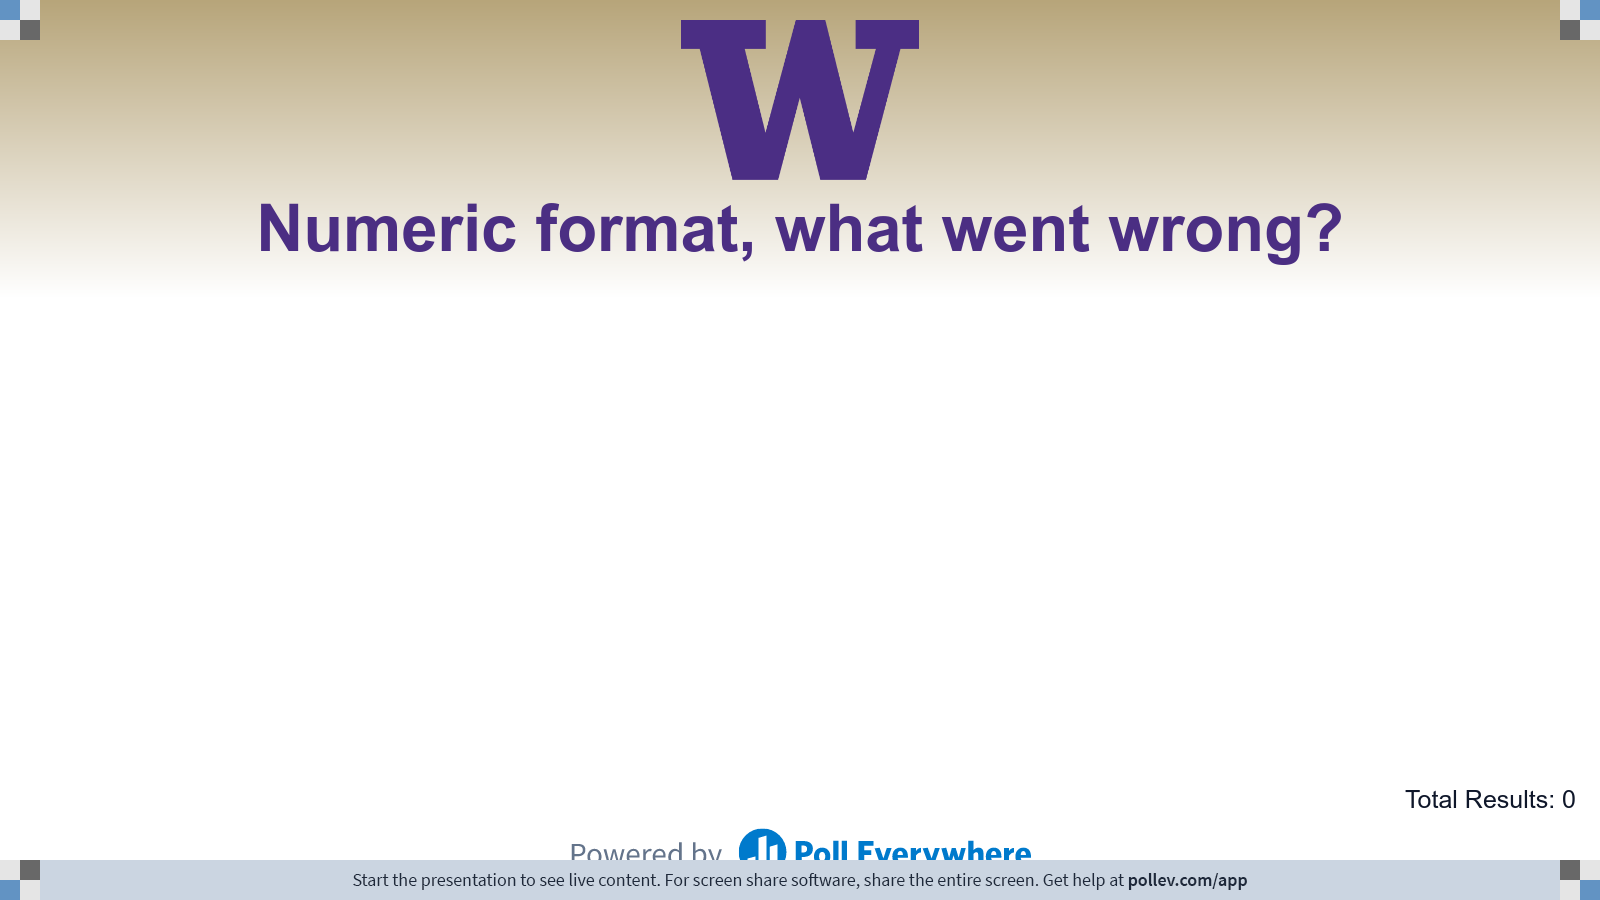 W
Numeric format, what went wrong?
Total Results: 0
Powered by Poll Everywhere
Start the presentation to see live content. For screen share software, share the entire screen. Get help at pollev.com/app